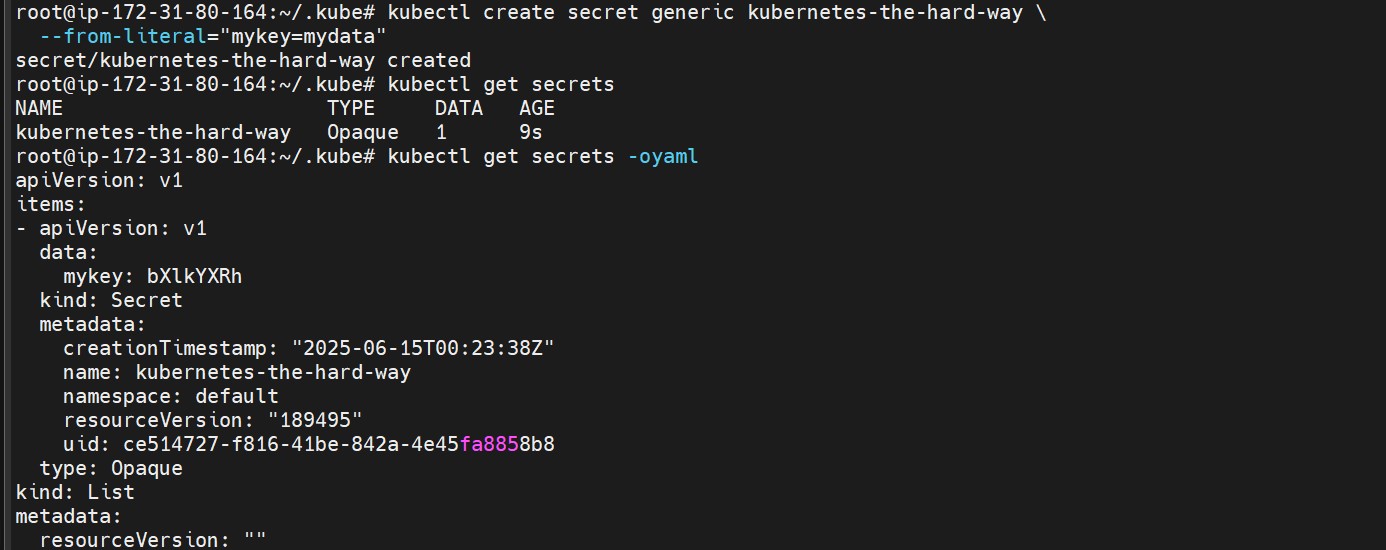 root@ip-172-31-80-164:~/.kube# kubectl create secret generic kubernetes-the-hard-way \
  --from-literal="mykey=mydata"
secret/kubernetes-the-hard-way created
root@ip-172-31-80-164:~/.kube# kubectl get secrets
NAME                      TYPE     DATA   AGE
kubernetes-the-hard-way   Opaque   1      9s
root@ip-172-31-80-164:~/.kube# kubectl get secrets -oyaml
apiVersion: v1
items:
- apiVersion: v1
  data:
    mykey: bXlkYXRh
  kind: Secret
  metadata:
    creationTimestamp: "2025-06-15T00:23:38Z"
    name: kubernetes-the-hard-way
    namespace: default
    resourceVersion: "189495"
    uid: ce514727-f816-41be-842a-4e45fa8858b8
  type: Opaque
kind: List
metadata:
  resourceVersion: ""